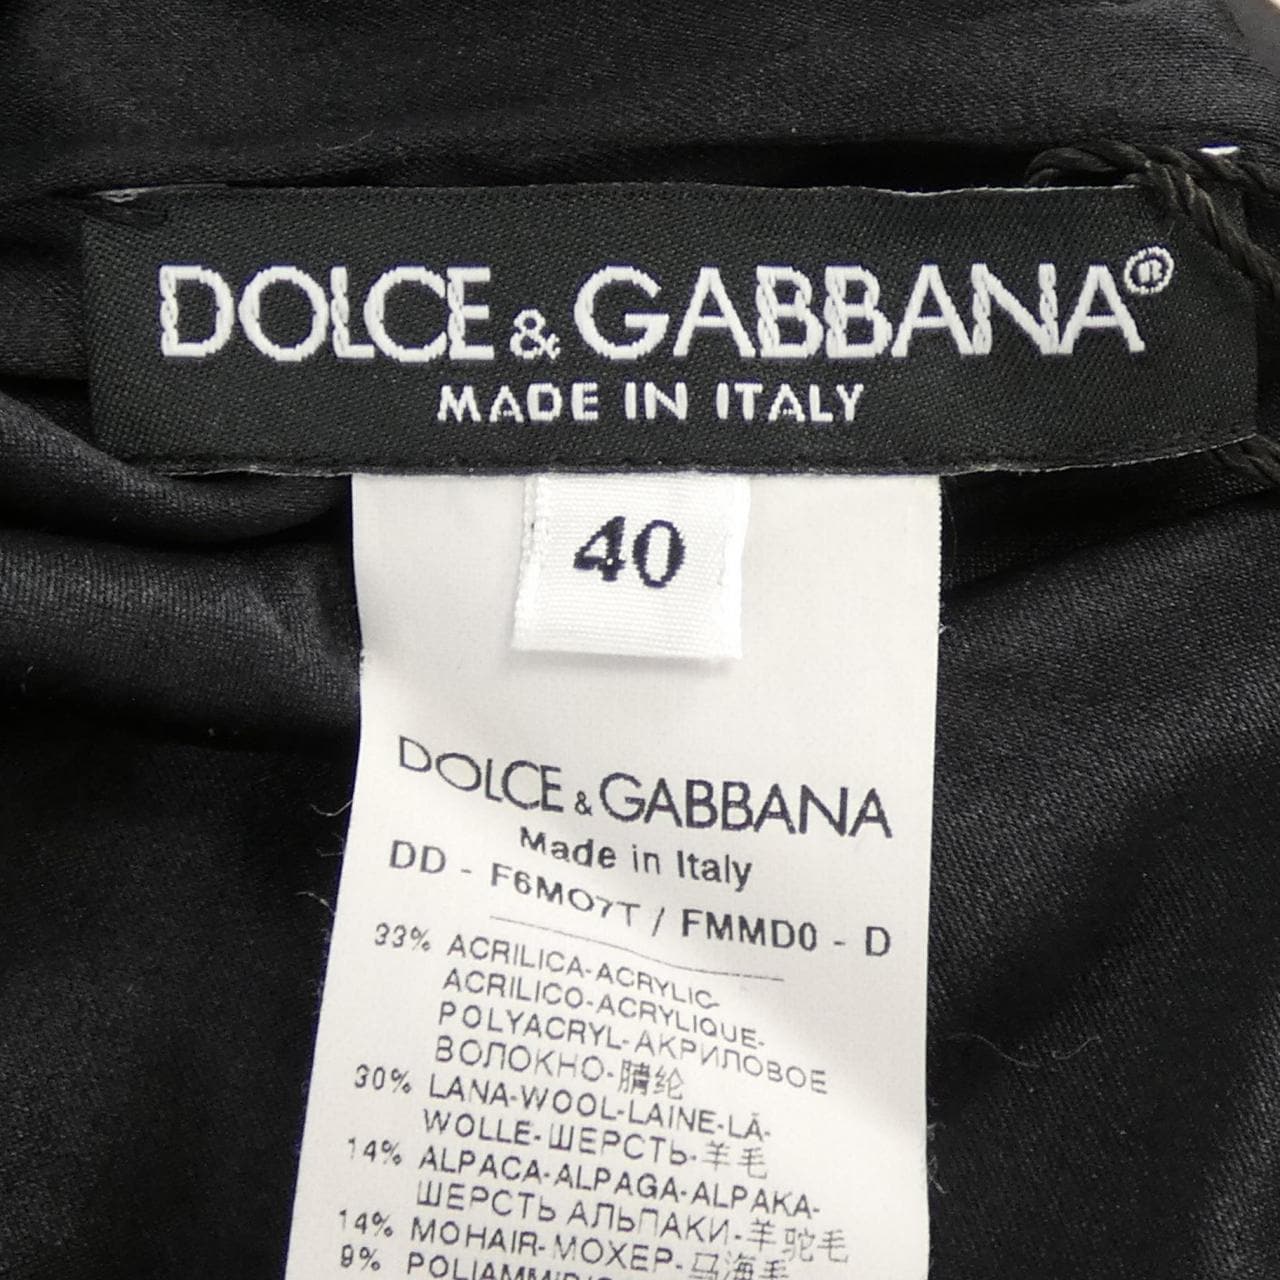 DOLCE & GABBANA®
MADE IN ITALY
40
DOLCE & GABBANA
Made in Italy
DD - F6MO7T / FMMD0 - D
33% ACRILICA-ACRYLIC-
ACRILICO-ACRYLIQUE-
POLYACRYL-АКРИЛОВОЕ
ВОЛОКНО-腈纶
30% LANA-WOOL-LAINE-LÃ-
WOLLE-ШЕРСТЬ-羊毛
14% ALPACA-ALPAGA-ALPAKA-
ШЕРСТЬ АЛЬПАКИ-羊驼毛
14% MOHAIR-МОХЕР-马海毛
9%